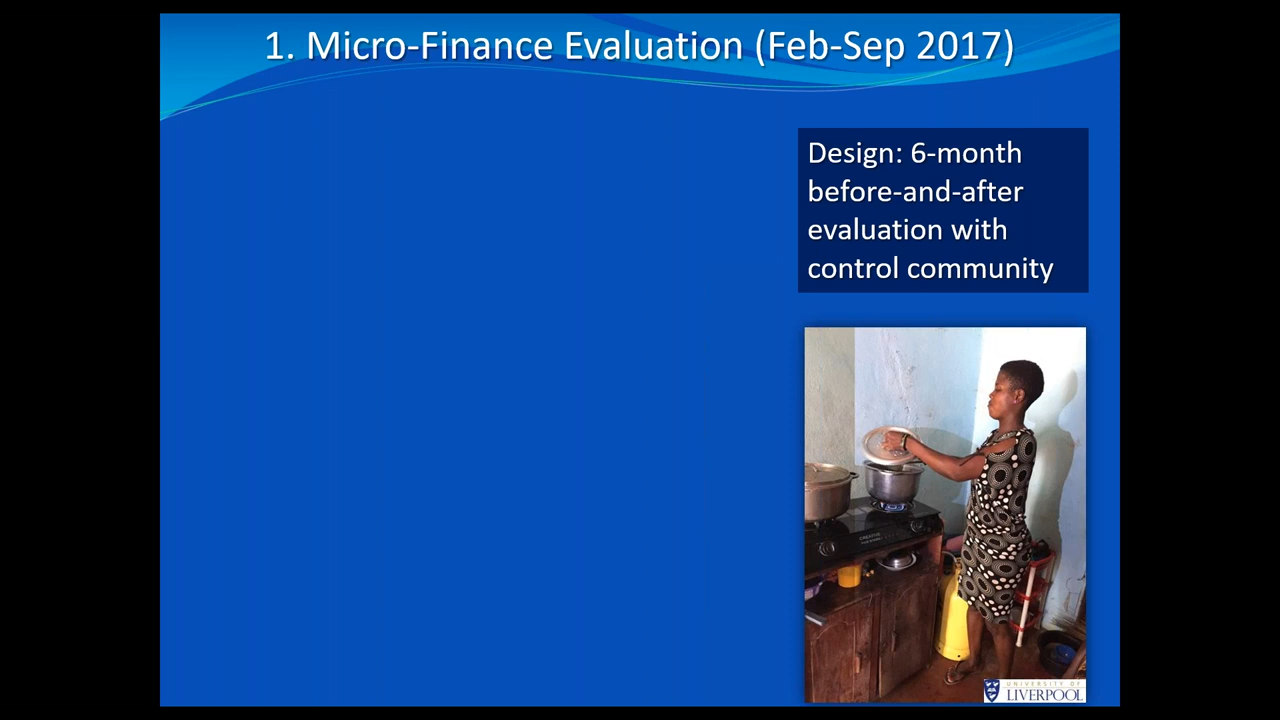 1. Micro-Finance Evaluation (Feb-Sep 2017)
Design: 6-month
before-and-after
evaluation with
control community
CREATIVE
UNIVERSITY OF
LIVERPOOL